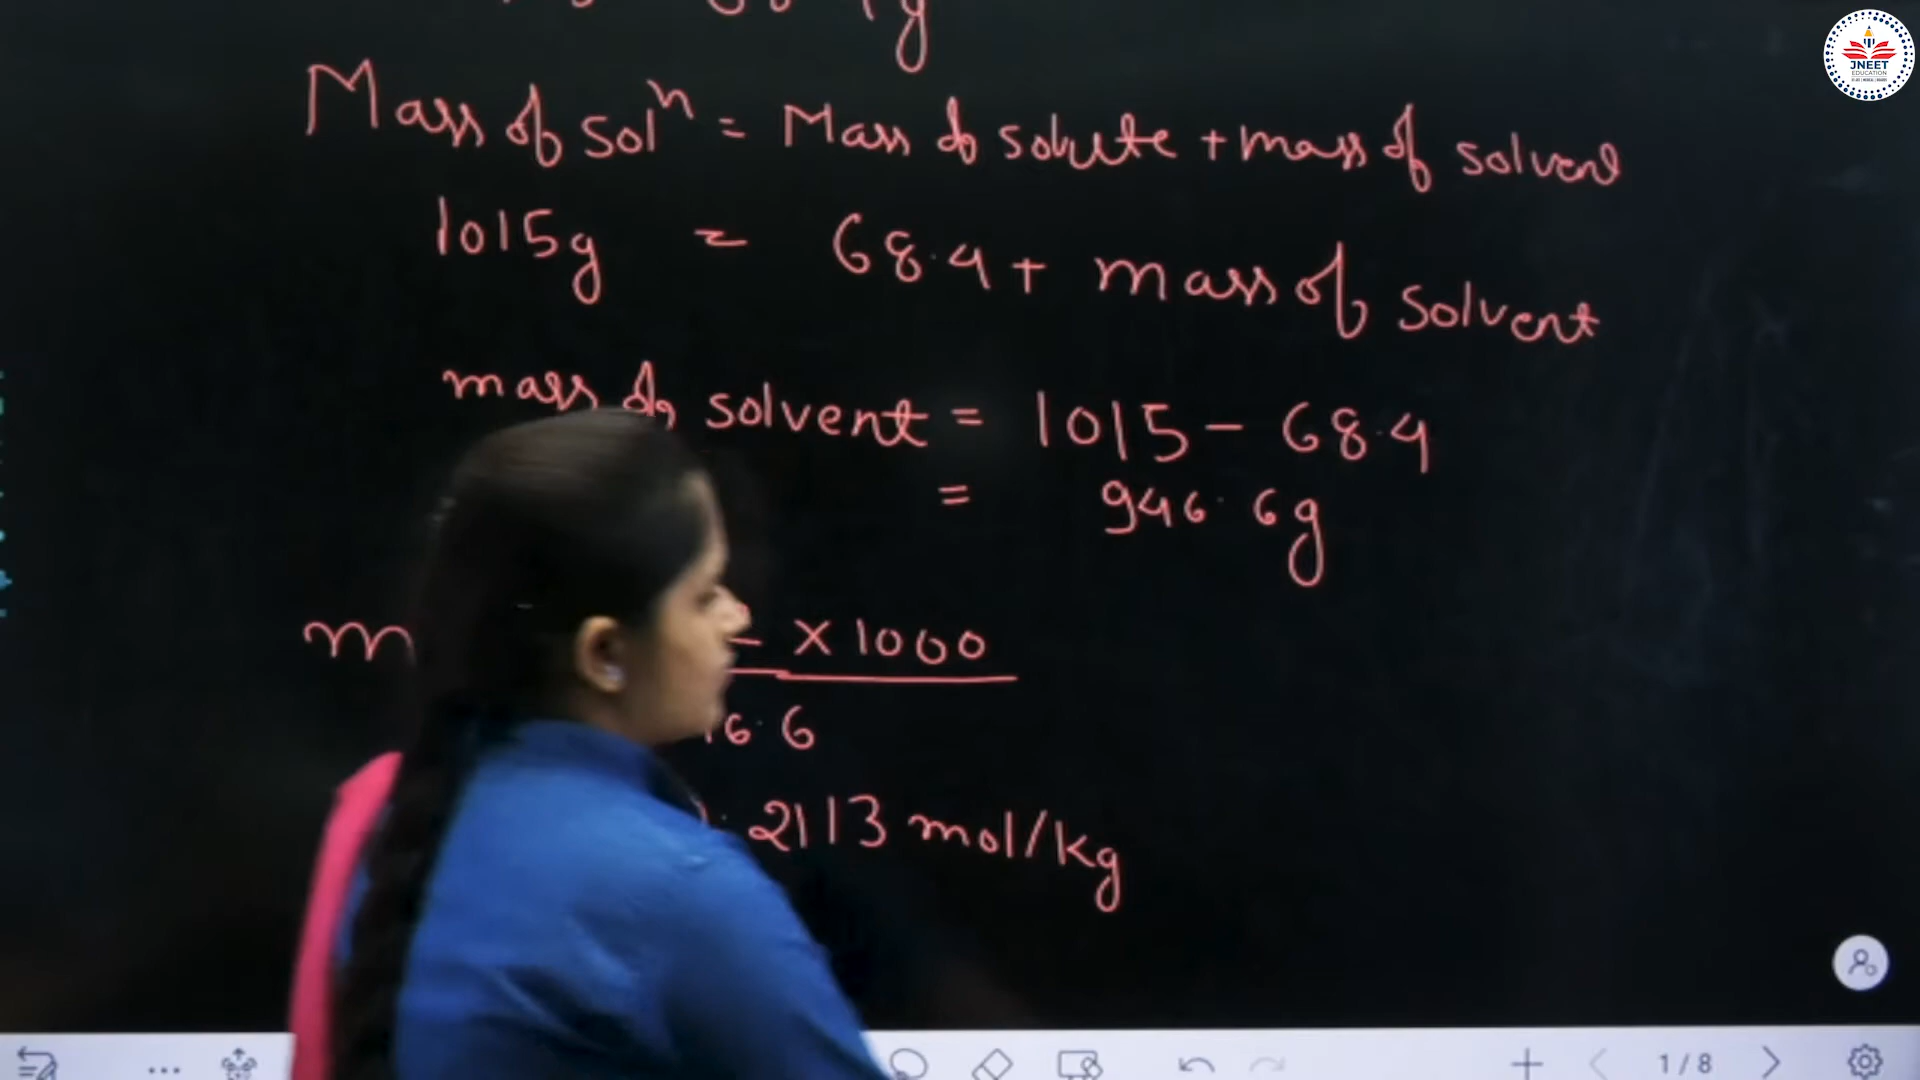 Mass of solⁿ = Mass of solute + mass of solvent
1015g = 68.4 + mass of solvent
mass of solvent = 1015 - 68.4
= 946.6g
m × 1000
6.6
.2113 mol/kg
JNEET
EDUCATION
1/8